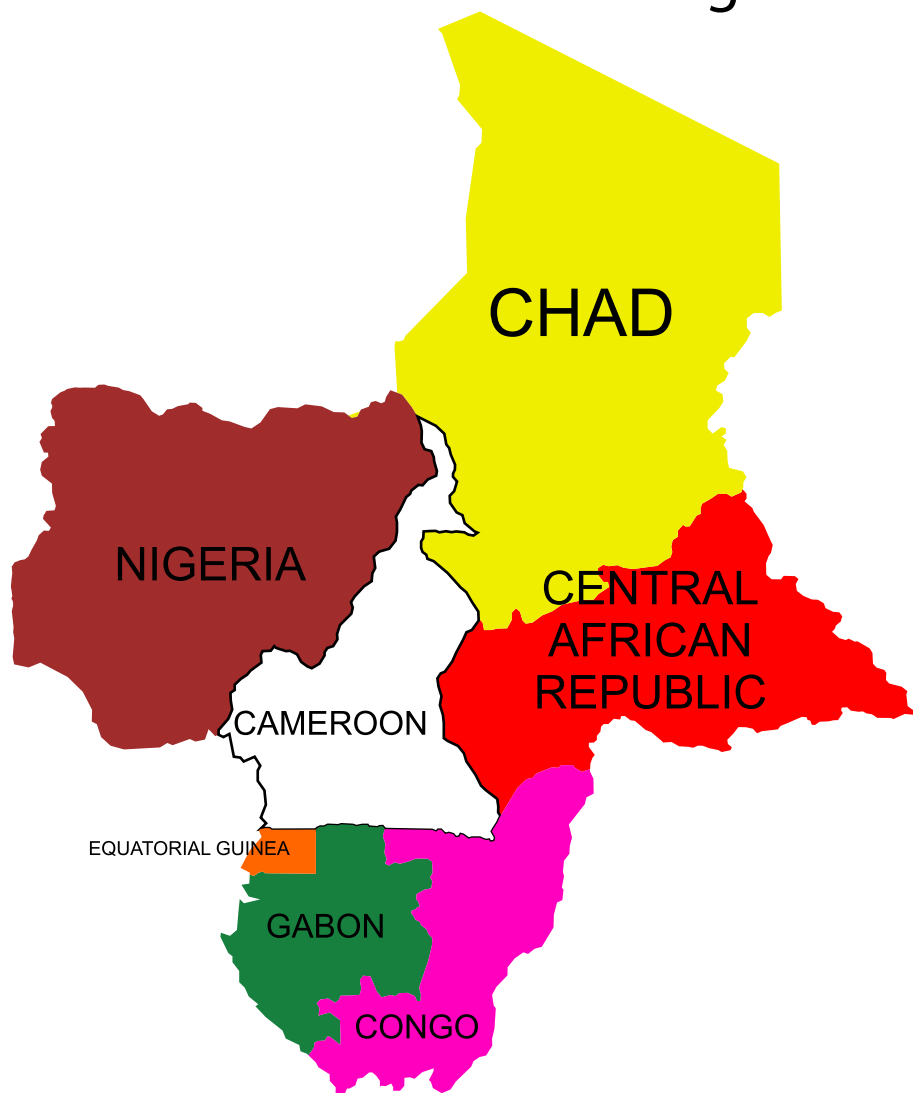 CHAD
NIGERIA
CENTRAL
AFRICAN
REPUBLIC
CAMEROON
EQUATORIAL GUINEA
GABON
CONGO